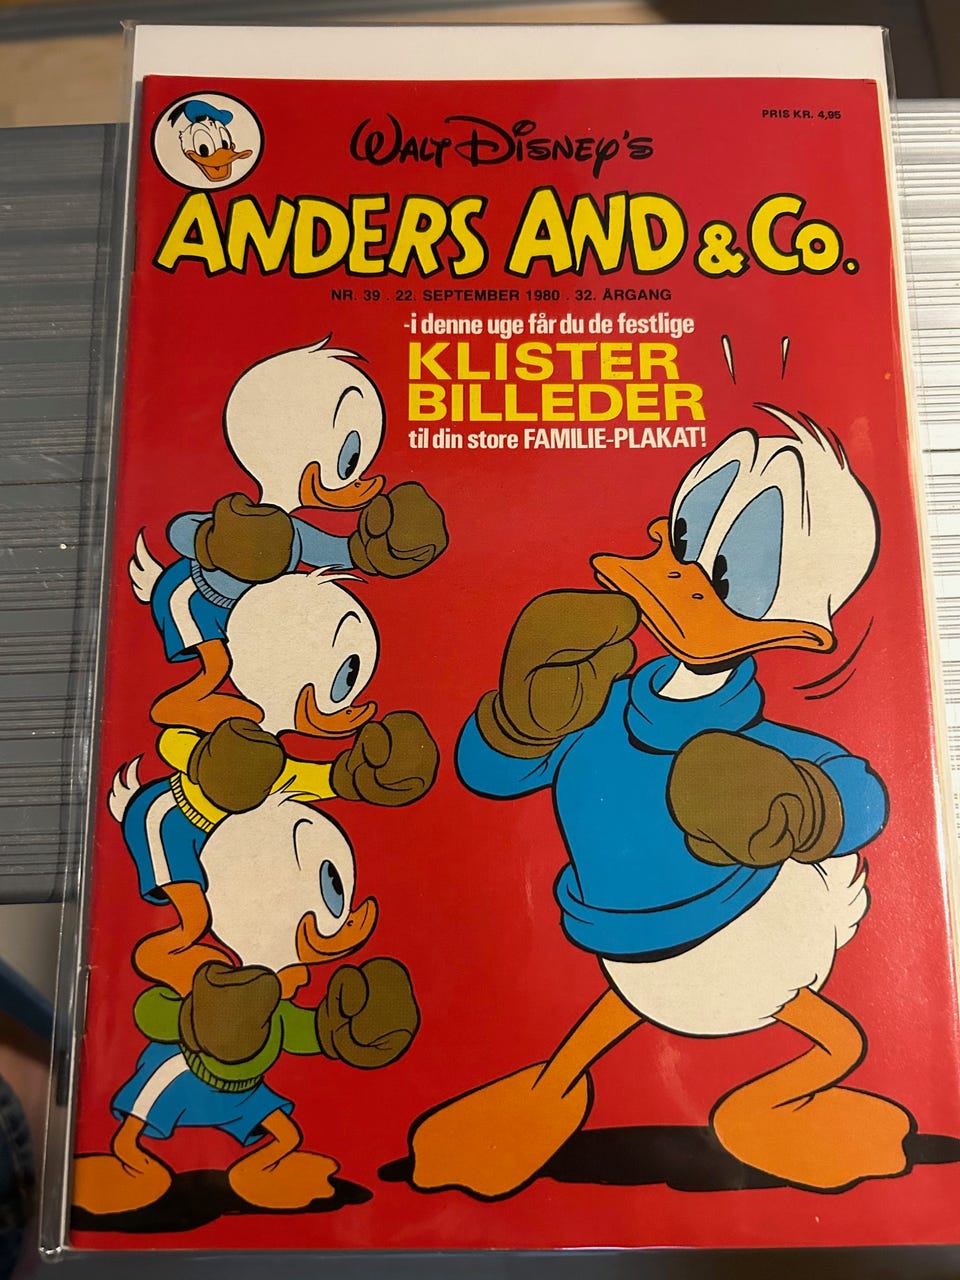 PRIS KR. 4,95
WALT DISNEY'S
ANDERS AND & CO.
NR. 39 . 22. SEPTEMBER 1980 . 32. ÅRGANG
-i denne uge får du de festlige
KLISTER
BILLEDER
til din store FAMILIE-PLAKAT!